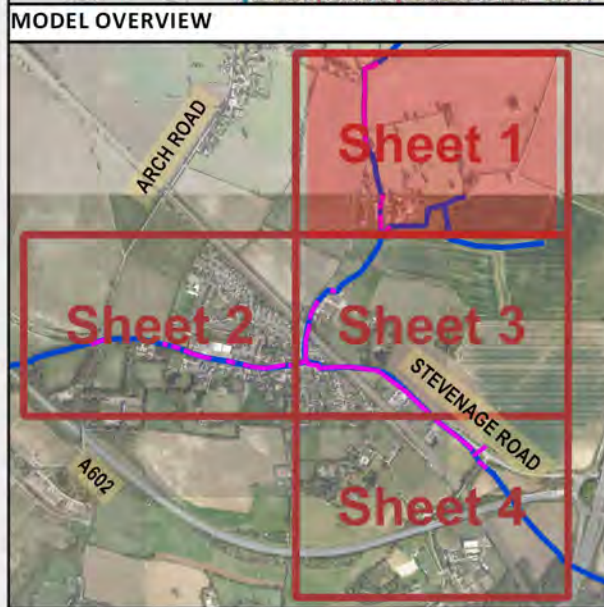 MODEL OVERVIEW
ARCH ROAD
Sheet 1
Sheet 2
Sheet 3
STEVENAGE ROAD
A602
Sheet 4